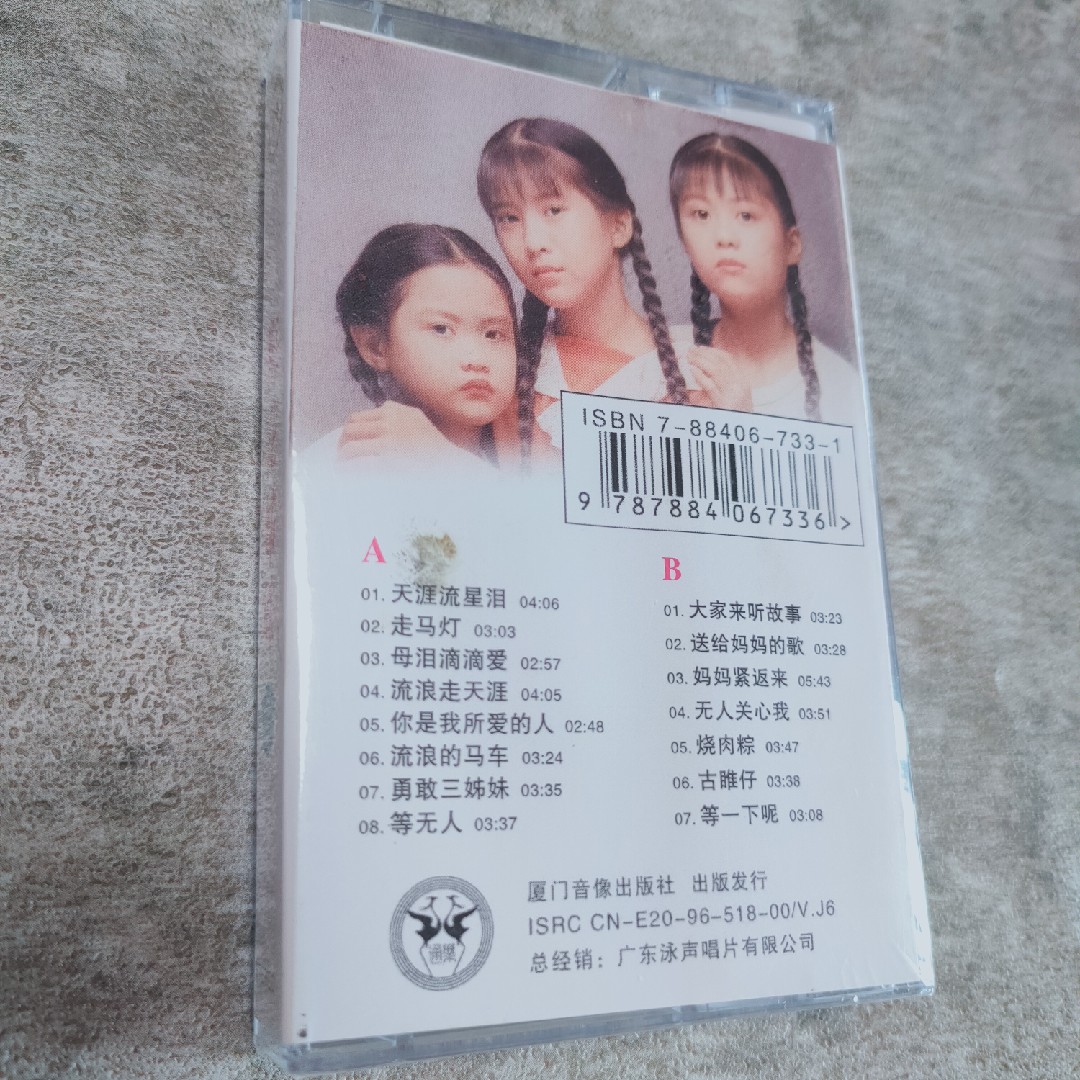 ISBN 7-88406-733-1
9 787884 067336 >
A
01. 天涯流星泪 04:06
02. 走马灯 03:03
03. 母泪滴滴爱 02:57
04. 流浪走天涯 04:05
05. 你是我所爱的人 02:48
06. 流浪的马车 03:24
07. 勇敢三姊妹 03:35
08. 等无人 03:37
B
01. 大家来听故事 03:23
02. 送给妈妈的歌 03:28
03. 妈妈紧返来 05:43
04. 无人关心我 03:51
05. 烧肉粽 03:47
06. 古睢仔 03:38
07. 等一下呢 03:08
厦门音像出版社 出版发行
ISRC CN-E20-96-518-00/V.J6
总经销：广东泳声唱片有限公司